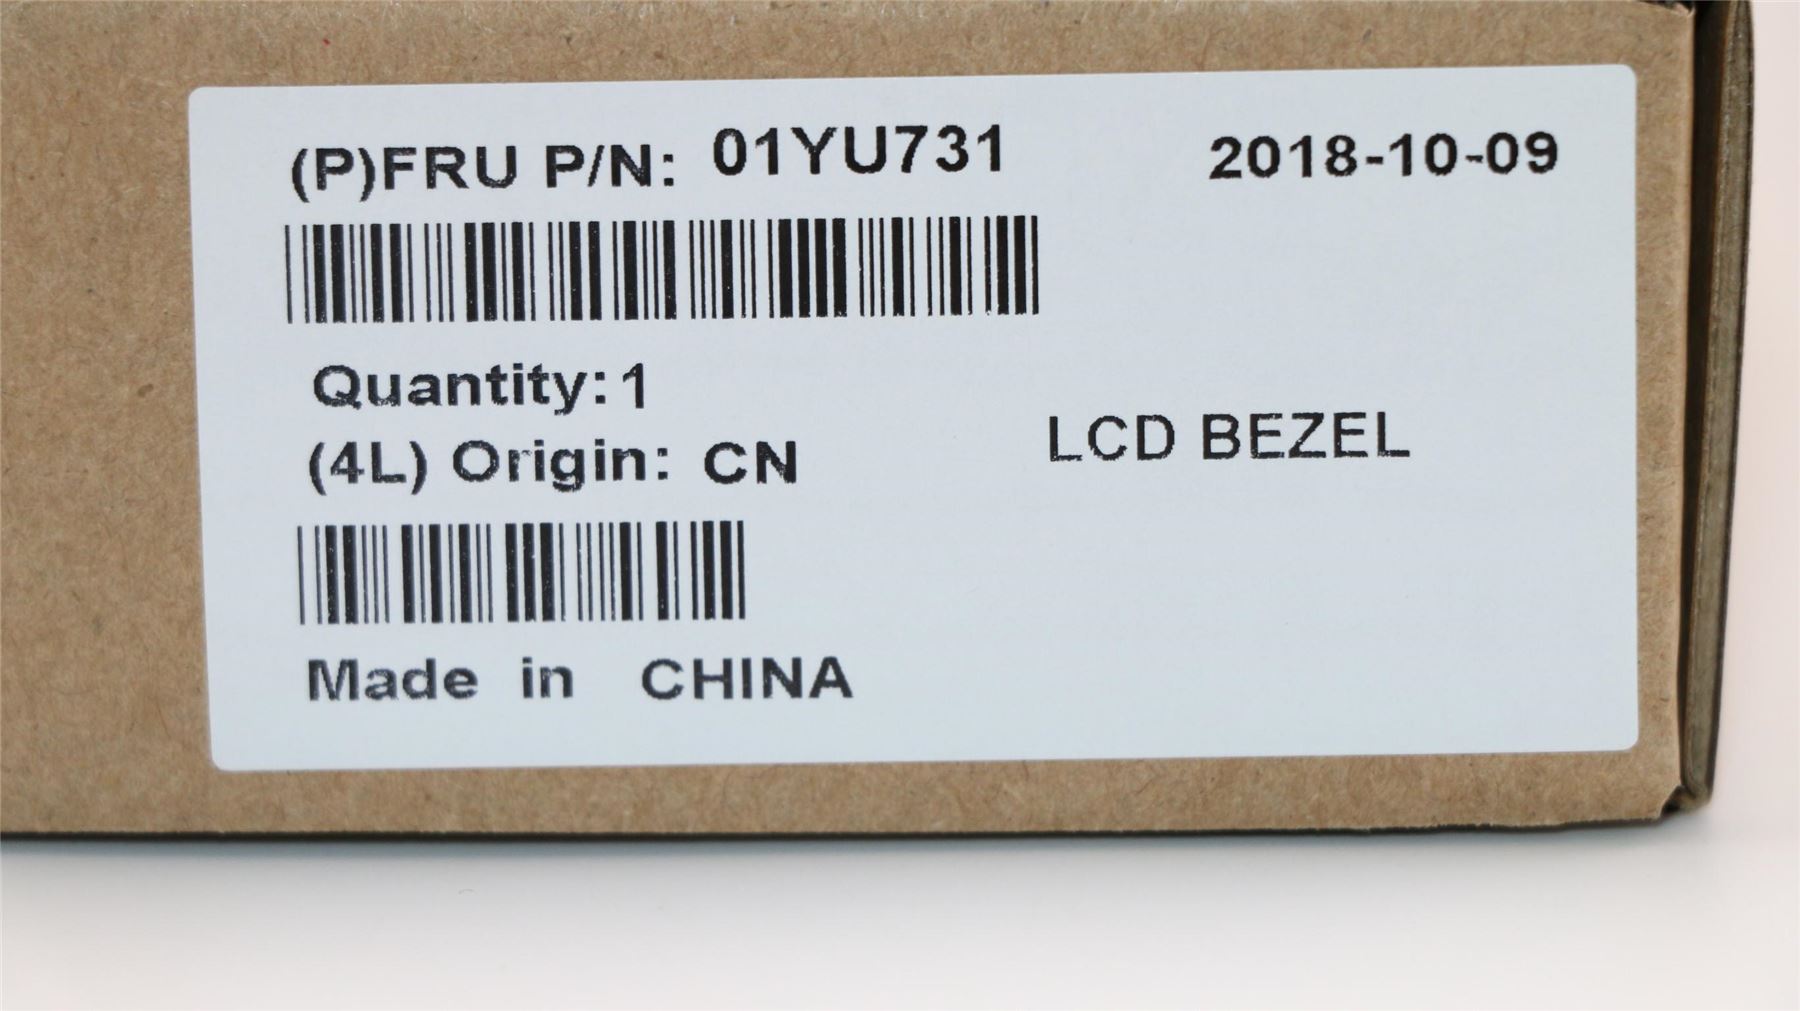 (P)FRU P/N: 01YU731 2018-10-09
Quantity:1
(4L) Origin: CN
LCD BEZEL
Made in CHINA